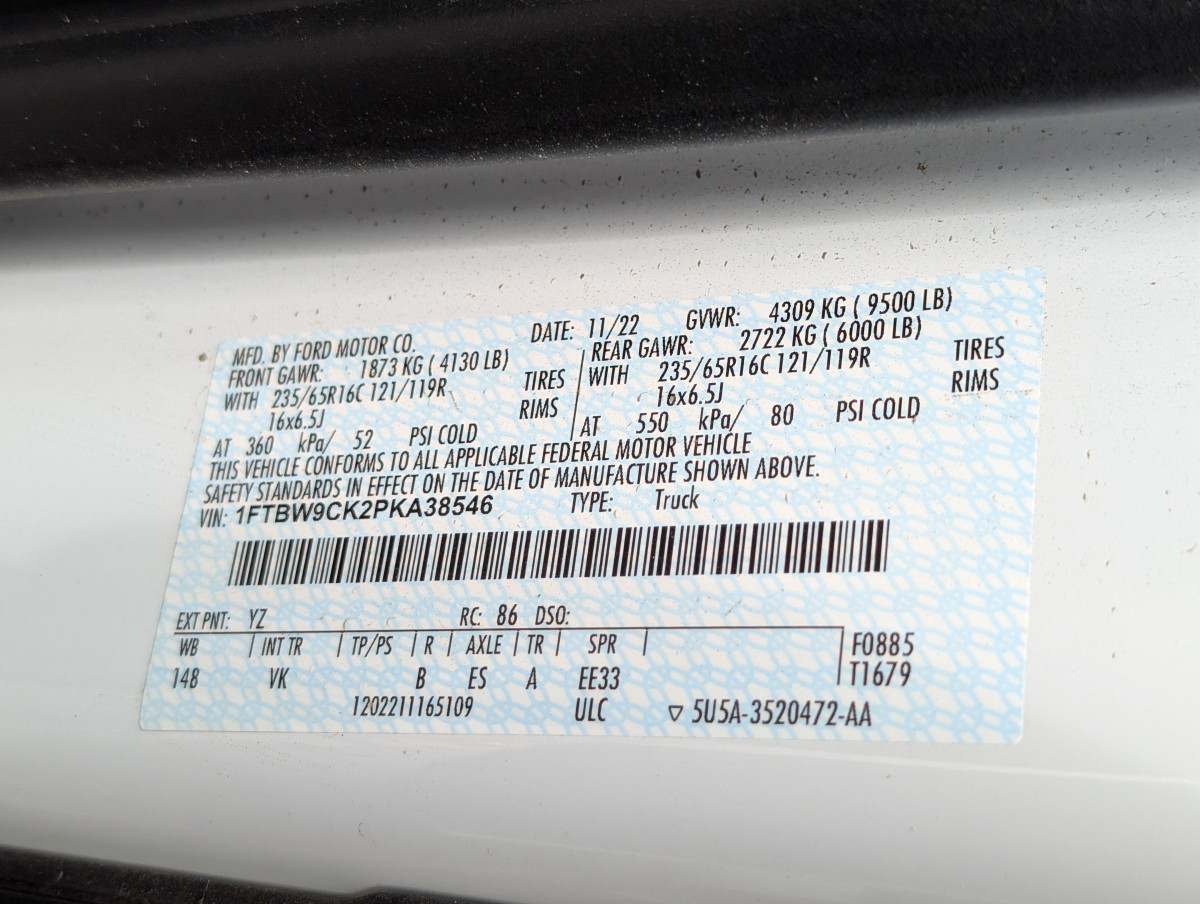 MFD. BY FORD MOTOR CO. DATE: 11/22 GVWR: 4309 KG ( 9500 LB)
FRONT GAWR: 1873 KG ( 4130 LB) REAR GAWR: 2722 KG ( 6000 LB)
WITH 235/65R16C 121/119R TIRES WITH 235/65R16C 121/119R TIRES
16x6.5J RIMS 16x6.5J RIMS
AT 360 kPa/ 52 PSI COLD AT 550 kPa/ 80 PSI COLD
THIS VEHICLE CONFORMS TO ALL APPLICABLE FEDERAL MOTOR VEHICLE
SAFETY STANDARDS IN EFFECT ON THE DATE OF MANUFACTURE SHOWN ABOVE.
VIN: 1FTBW9CK2PKA38546 TYPE: Truck
EXT PNT: YZ RC: 86 DSO:
WB INT TR TP/PS R AXLE TR SPR F0885
148 VK B ES A EE33 T1679
1202211165109 ULC ▽ 5U5A-3520472-AA